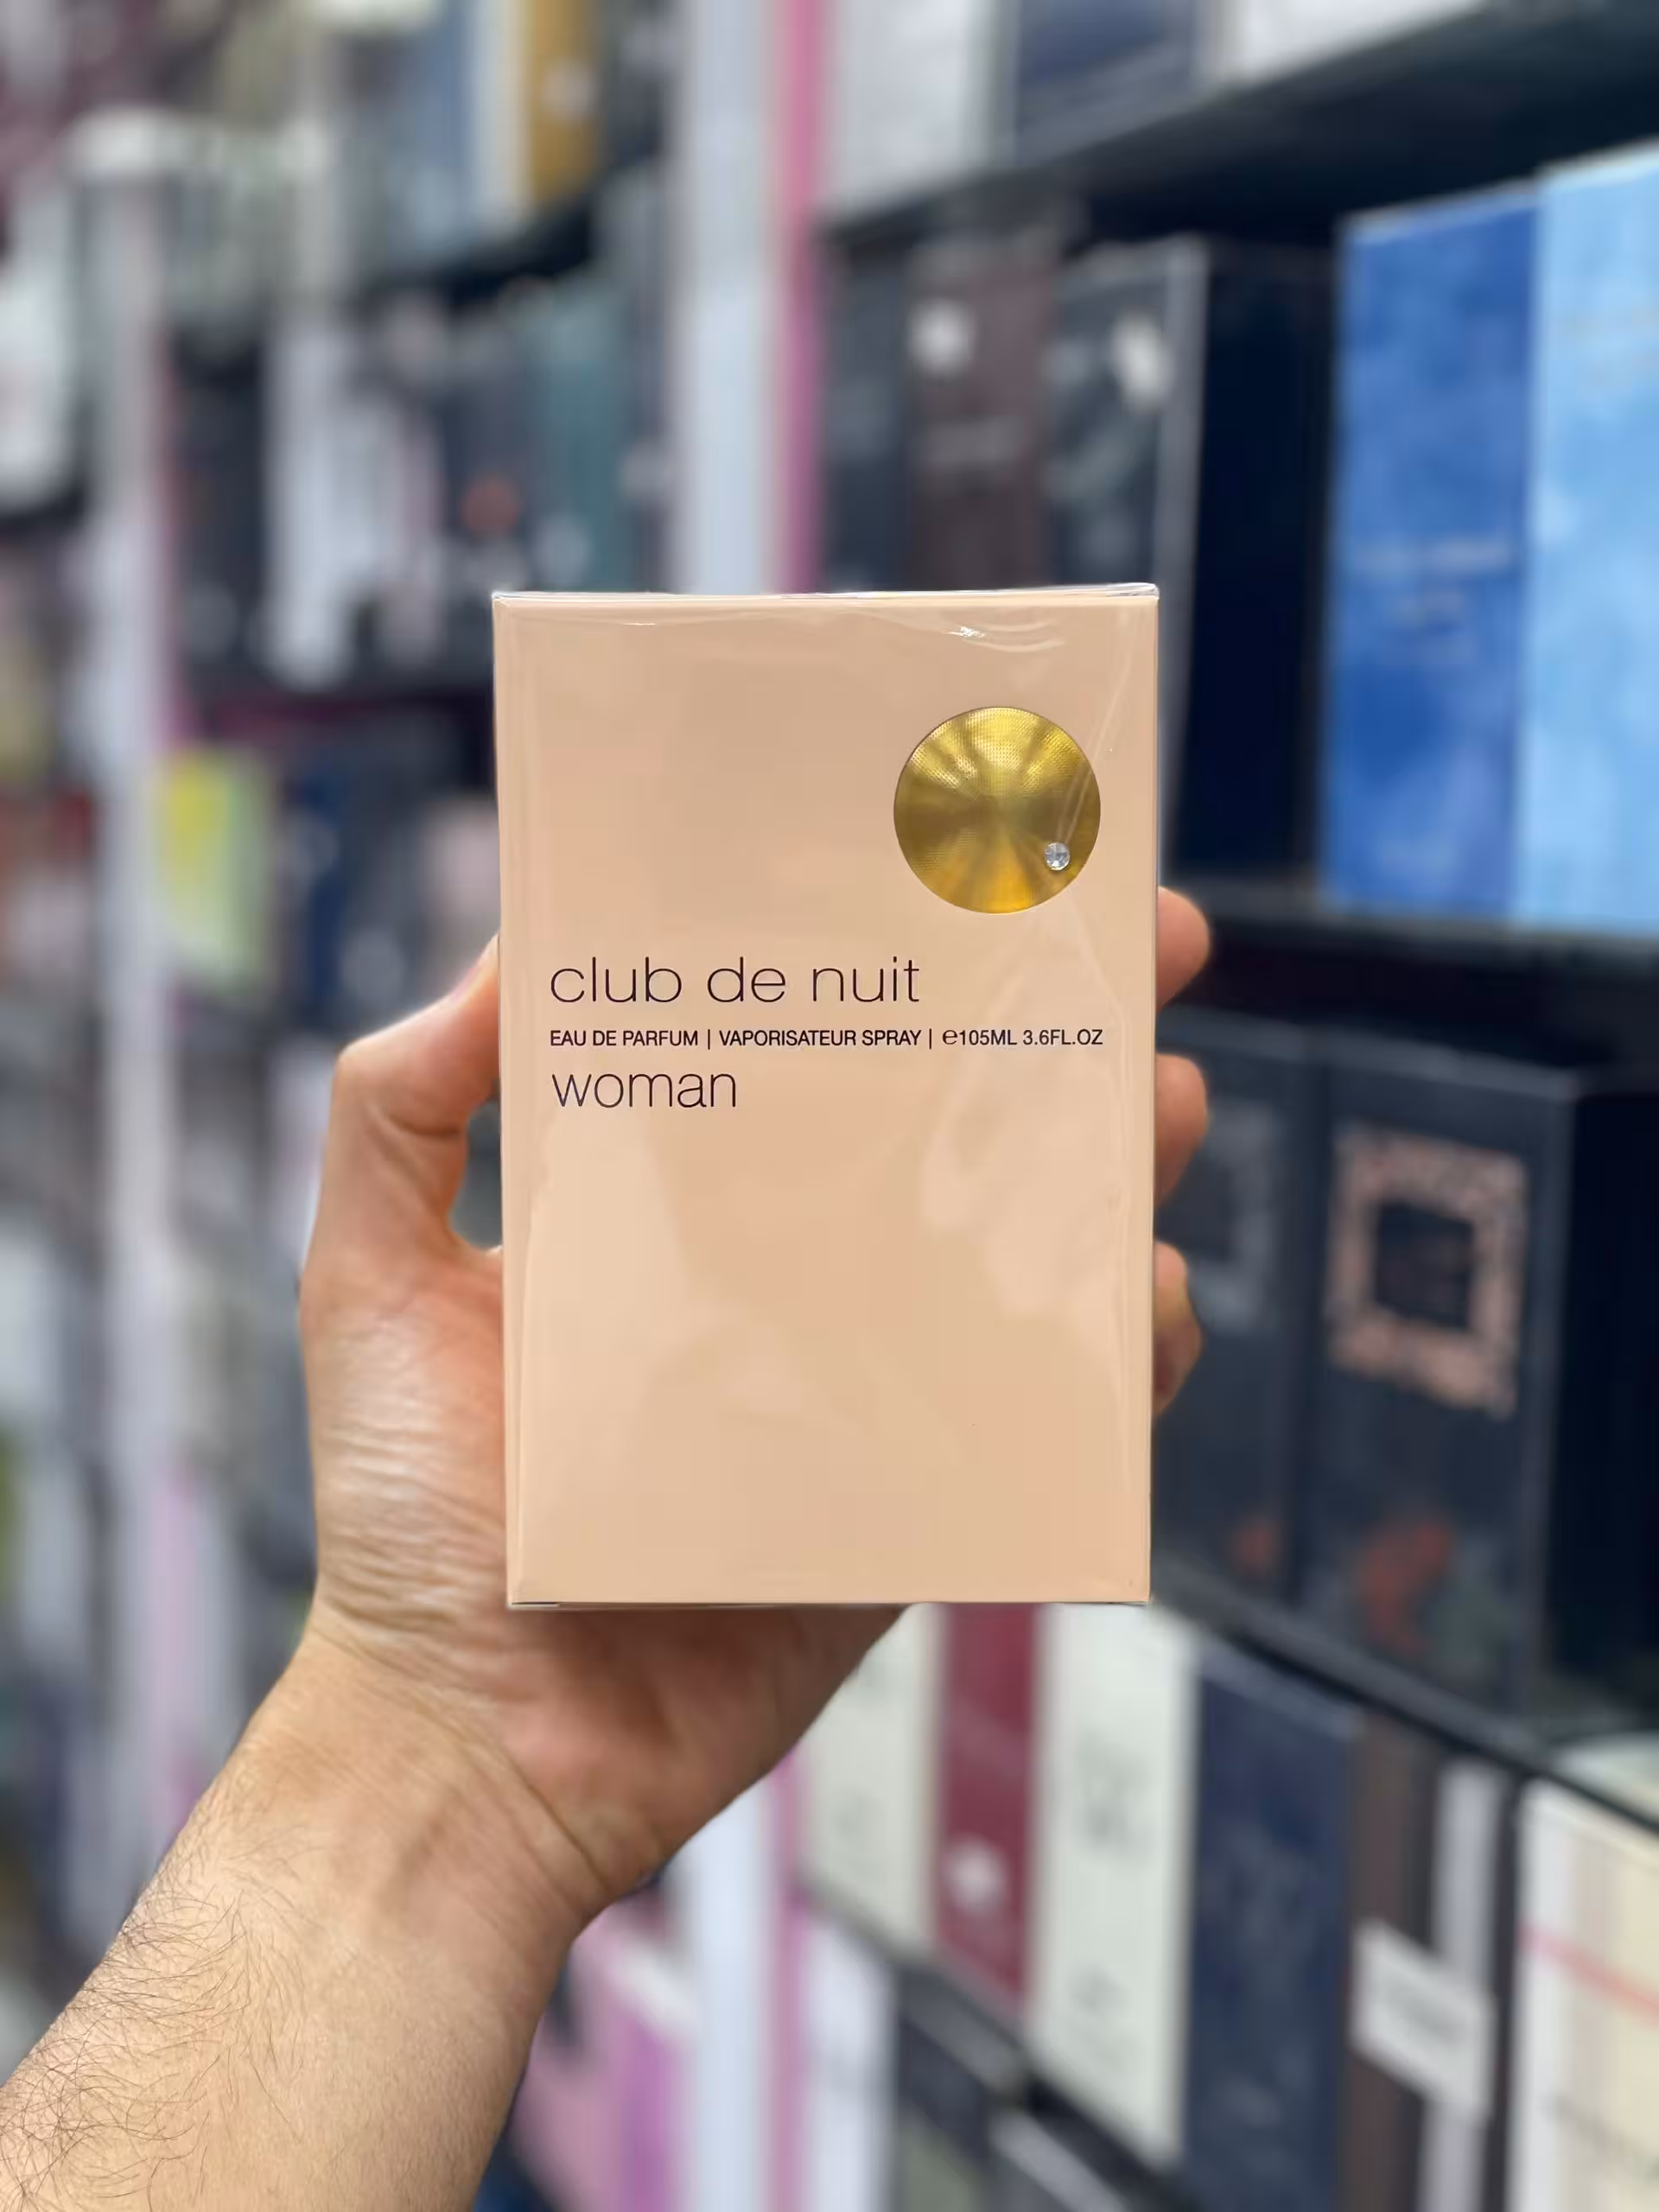 club de nuit
EAU DE PARFUM | VAPORISATEUR SPRAY | ℮105ML 3.6FL.OZ
woman